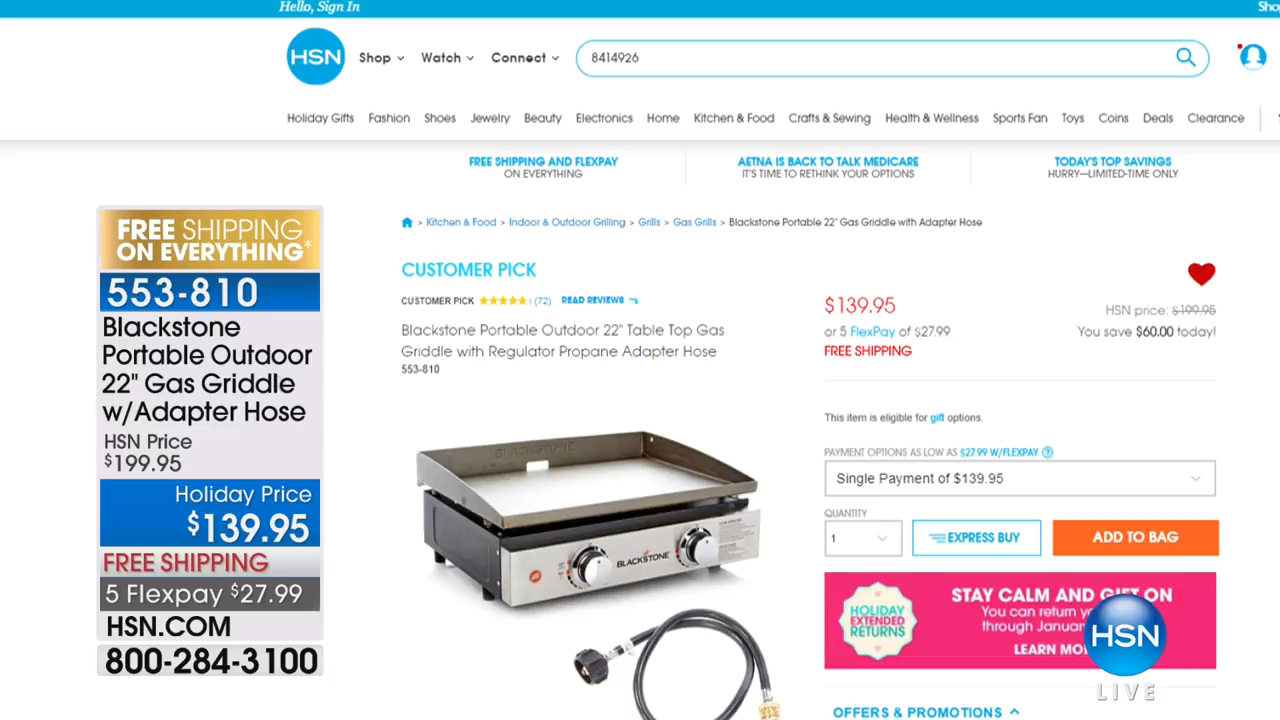 Hello, Sign In
HSN
Shop
Watch
Connect
8414926
Holiday Gifts
Fashion
Shoes
Jewelry
Beauty
Electronics
Home
Kitchen & Food
Crafts & Sewing
Health & Wellness
Sports Fan
Toys
Coins
Deals
Clearance
FREE SHIPPING AND FLEXPAY
ON EVERYTHING
AETNA IS BACK TO TALK MEDICARE
IT'S TIME TO RETHINK YOUR OPTIONS
TODAY'S TOP SAVINGS
HURRY—LIMITED-TIME ONLY
FREE SHIPPING
ON EVERYTHING*
553-810
Blackstone
Portable Outdoor
22" Gas Griddle
w/Adapter Hose
HSN Price
$199.95
Holiday Price
$139.95
FREE SHIPPING
5 Flexpay $27.99
HSN.COM
800-284-3100
> Kitchen & Food > Indoor & Outdoor Grilling > Grills > Gas Grills > Blackstone Portable 22" Gas Griddle with Adapter Hose
CUSTOMER PICK
CUSTOMER PICK (72) READ REVIEWS
Blackstone Portable Outdoor 22" Table Top Gas
Griddle with Regulator Propane Adapter Hose
553-810
BLACKSTONE
BLACKSTONE
$139.95
or 5 FlexPay of $27.99
FREE SHIPPING
HSN price: $199.95
You save $60.00 today!
This item is eligible for gift options.
PAYMENT OPTIONS AS LOW AS $27.99 W/FLEXPAY ?
Single Payment of $139.95
QUANTITY
1
EXPRESS BUY
ADD TO BAG
HOLIDAY
EXTENDED
RETURNS
STAY CALM AND GIFT ON
You can return
through
LEARN
HSN
LIVE
OFFERS & PROMOTIONS